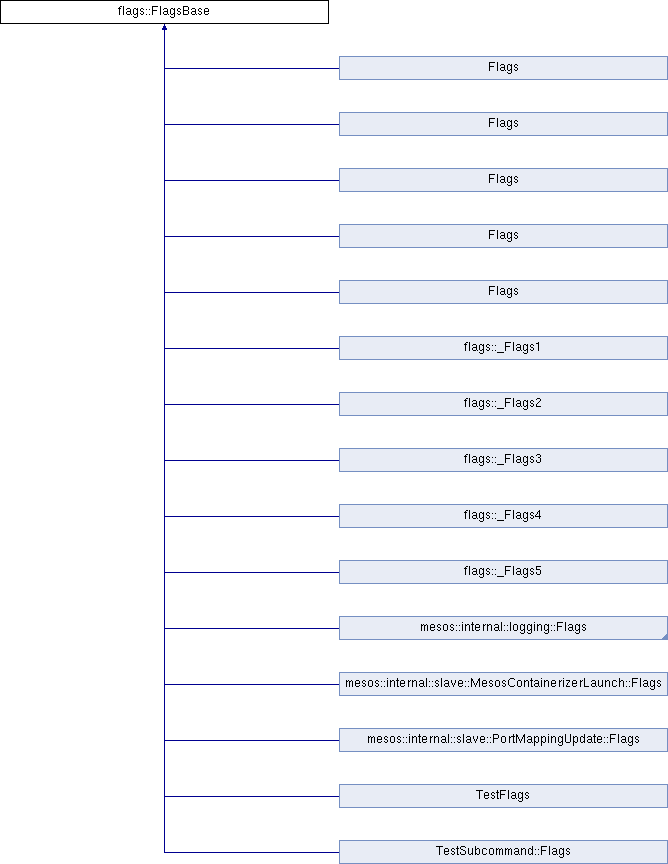 flags::FlagsBase
Flags
Flags
Flags
Flags
Flags
flags::_Flags1
flags::_Flags2
flags::_Flags3
flags::_Flags4
flags::_Flags5
mesos::internal::logging::Flags
mesos::internal::slave::MesosContainerizerLaunch::Flags
mesos::internal::slave::PortMappingUpdate::Flags
TestFlags
TestSubcommand::Flags